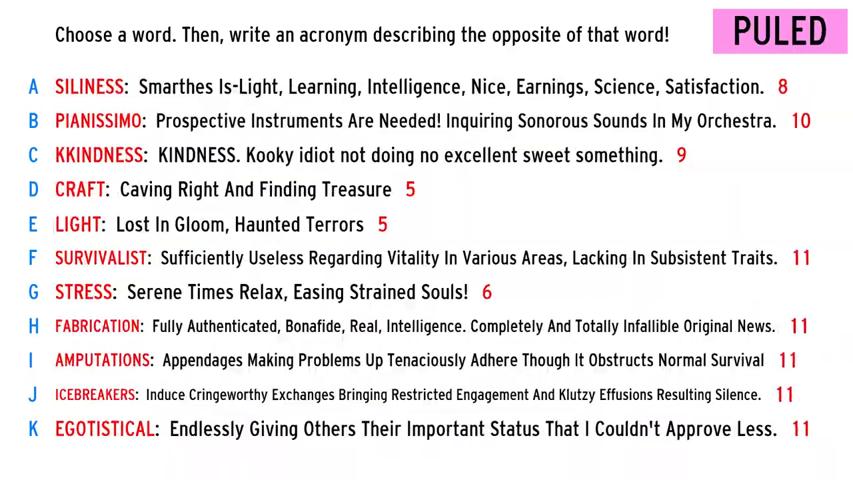 Choose a word. Then, write an acronym describing the opposite of that word!
PULED
A SILINESS: Smarthes Is-Light, Learning, Intelligence, Nice, Earnings, Science, Satisfaction. 8
B PIANISSIMO: Prospective Instruments Are Needed! Inquiring Sonorous Sounds In My Orchestra. 10
C KKINDNESS: KINDNESS. Kooky idiot not doing no excellent sweet something. 9
D CRAFT: Caving Right And Finding Treasure 5
E LIGHT: Lost In Gloom, Haunted Terrors 5
F SURVIVALIST: Sufficiently Useless Regarding Vitality In Various Areas, Lacking In Subsistent Traits. 11
G STRESS: Serene Times Relax, Easing Strained Souls! 6
H FABRICATION: Fully Authenticated, Bonafide, Real, Intelligence. Completely And Totally Infallible Original News. 11
I AMPUTATIONS: Appendages Making Problems Up Tenaciously Adhere Though It Obstructs Normal Survival 11
J ICEBREAKERS: Induce Cringeworthy Exchanges Bringing Restricted Engagement And Klutzy Effusions Resulting Silence. 11
K EGOTISTICAL: Endlessly Giving Others Their Important Status That I Couldn't Approve Less. 11